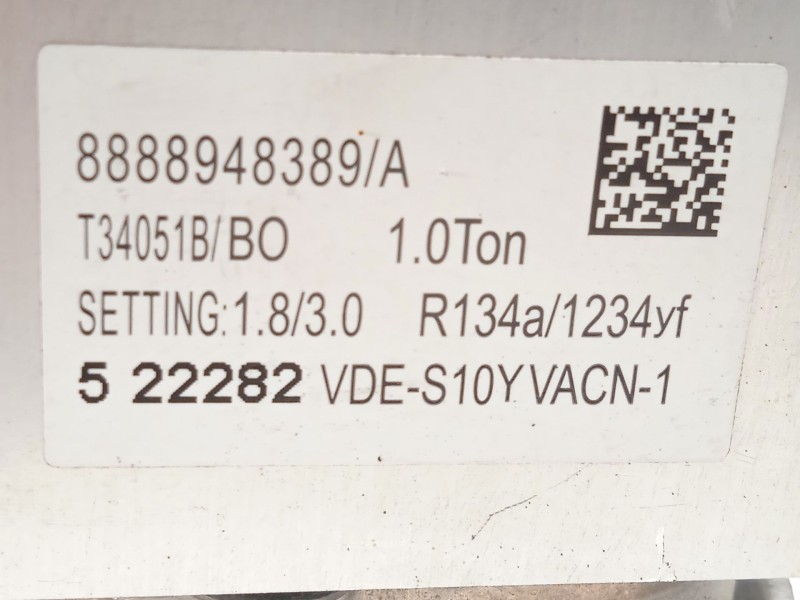 8888948389/A
T34051B/BO 1.0Ton
SETTING:1.8/3.0 R134a/1234yf
5 22282 VDE-S10YVACN-1